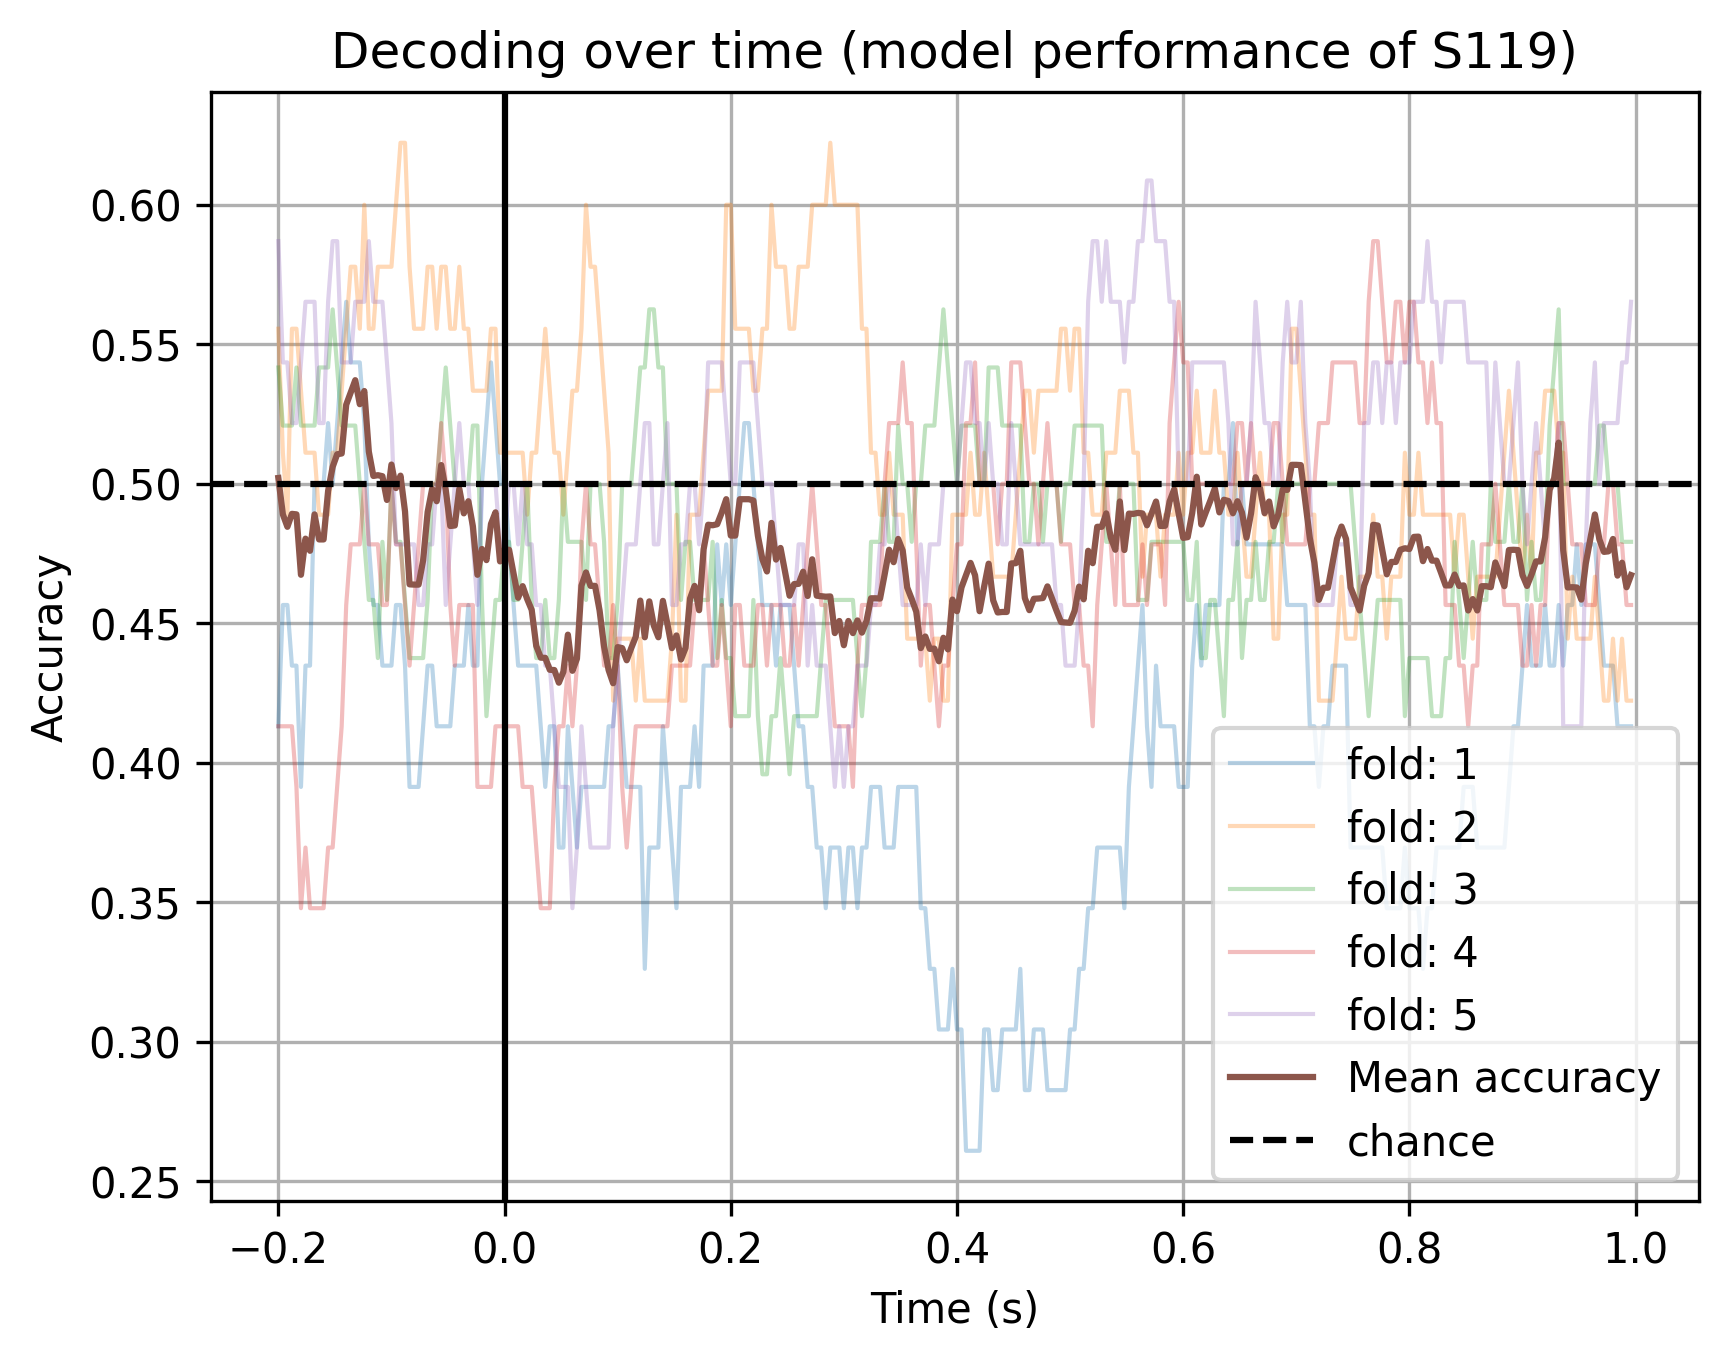 Decoding over time (model performance of S119)
Accuracy
0.60
0.55
0.50
0.45
0.40
0.35
0.30
0.25
fold: 1
fold: 2
fold: 3
fold: 4
fold: 5
Mean accuracy
chance
−0.2 0.0 0.2 0.4 0.6 0.8 1.0
Time (s)